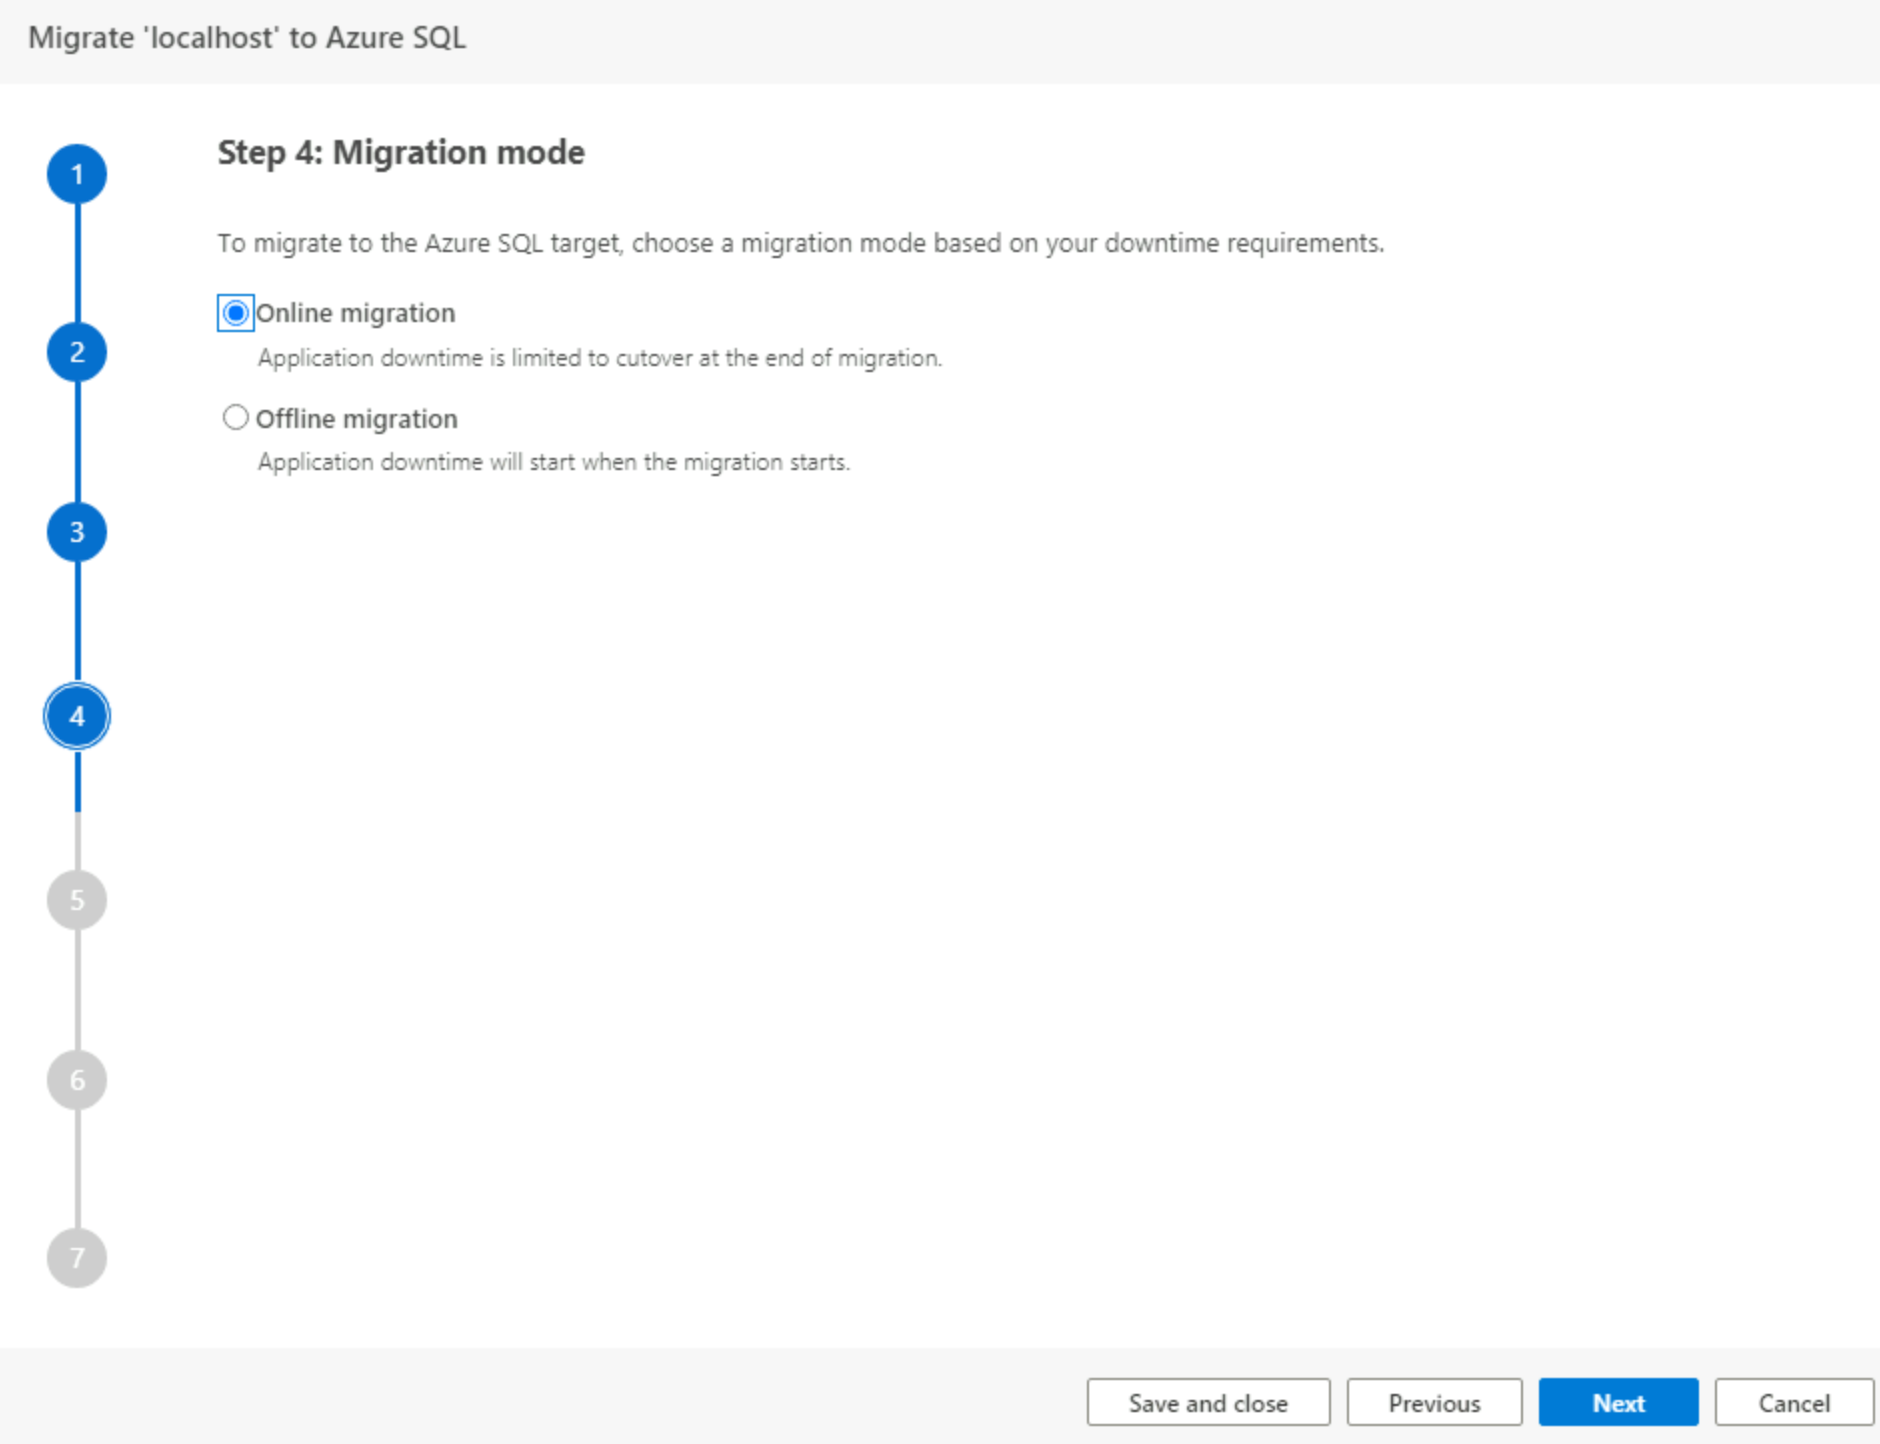 Migrate 'localhost' to Azure SQL
1
Step 4: Migration mode
To migrate to the Azure SQL target, choose a migration mode based on your downtime requirements.
Online migration
2
Application downtime is limited to cutover at the end of migration.
Offline migration
Application downtime will start when the migration starts.
3
4
5
6
7
Save and close
Previous
Next
Cancel